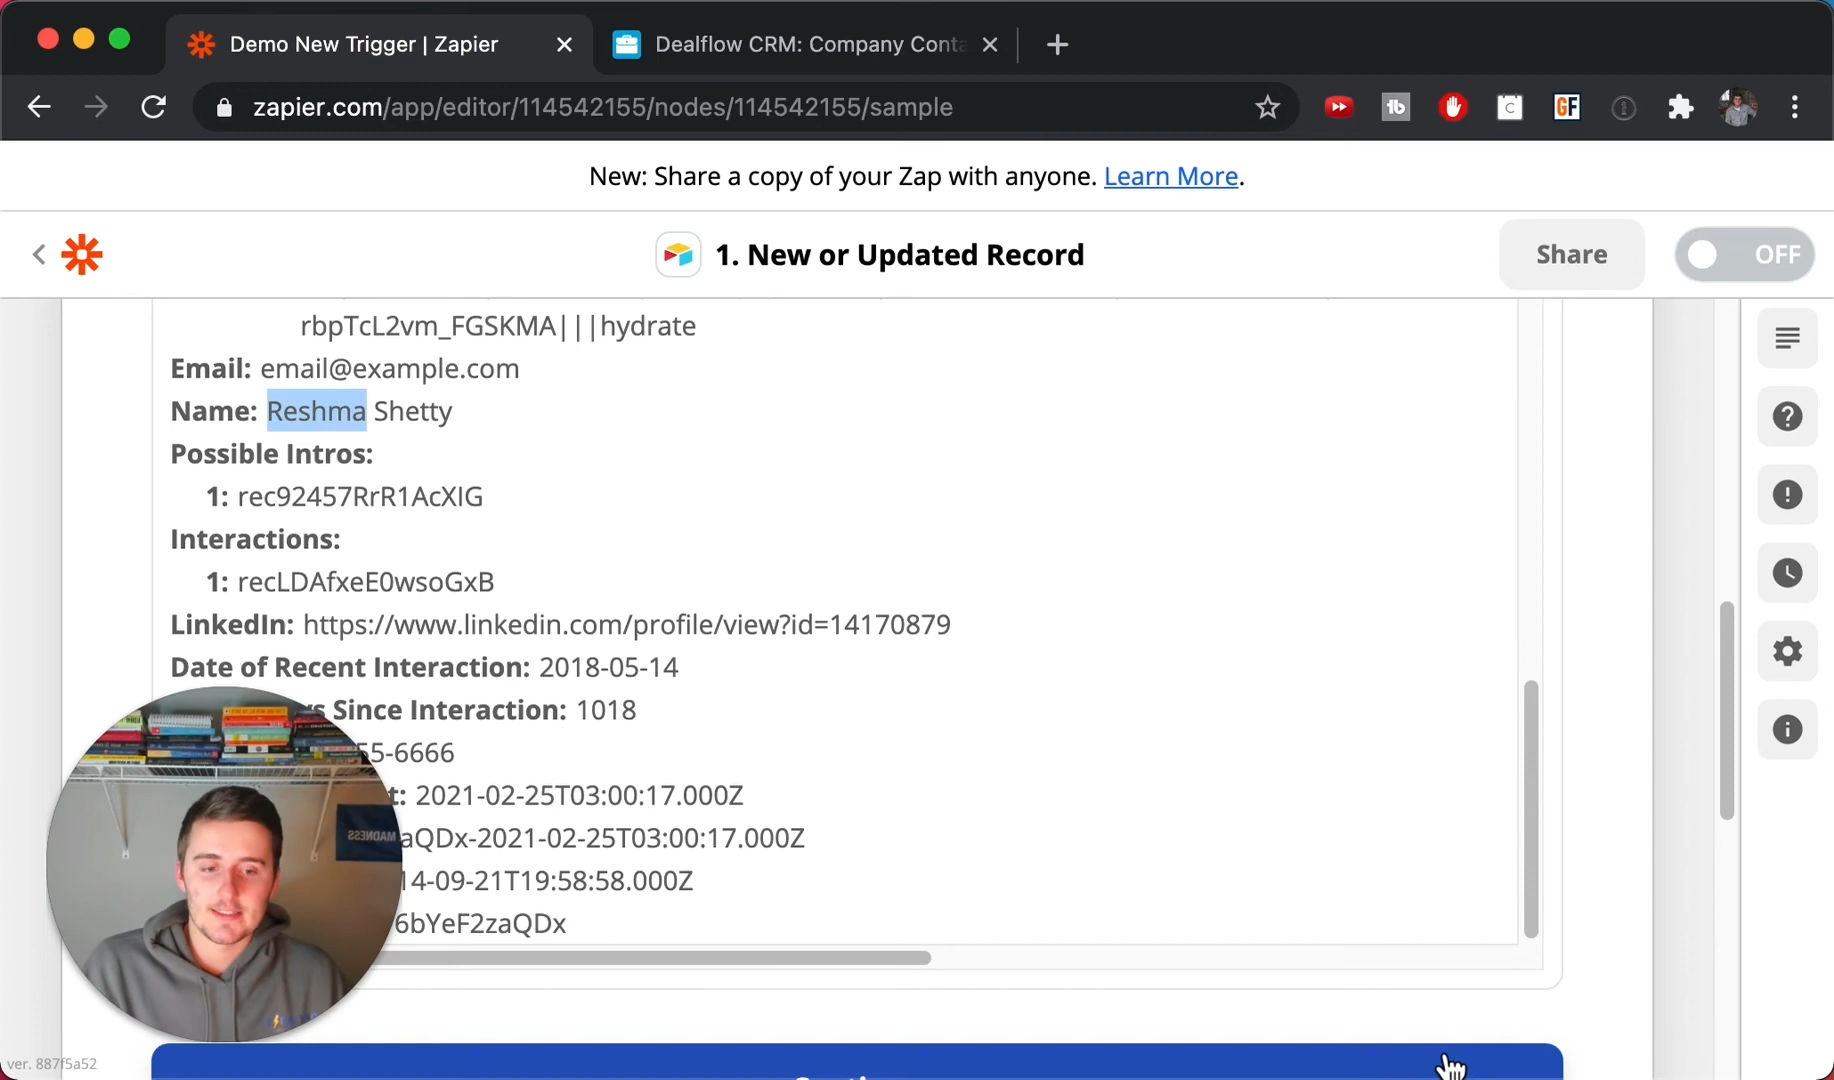 Demo New Trigger | Zapier
Dealflow CRM: Company Conta
zapier.com/app/editor/114542155/nodes/114542155/sample
New: Share a copy of your Zap with anyone. Learn More.
1. New or Updated Record
Share
OFF
rbpTcL2vm_FGSKMA|||hydrate
Email: email@example.com
Name: Reshma Shetty
Possible Intros:
1: rec92457RrR1AcXIG
Interactions:
1: recLDAfxeE0wsoGxB
LinkedIn: https://www.linkedin.com/profile/view?id=14170879
Date of Recent Interaction: 2018-05-14
s Since Interaction: 1018
55-6666
t: 2021-02-25T03:00:17.000Z
aQDx-2021-02-25T03:00:17.000Z
14-09-21T19:58:58.000Z
6bYeF2zaQDx
MADNESS
ver. 887f5a52